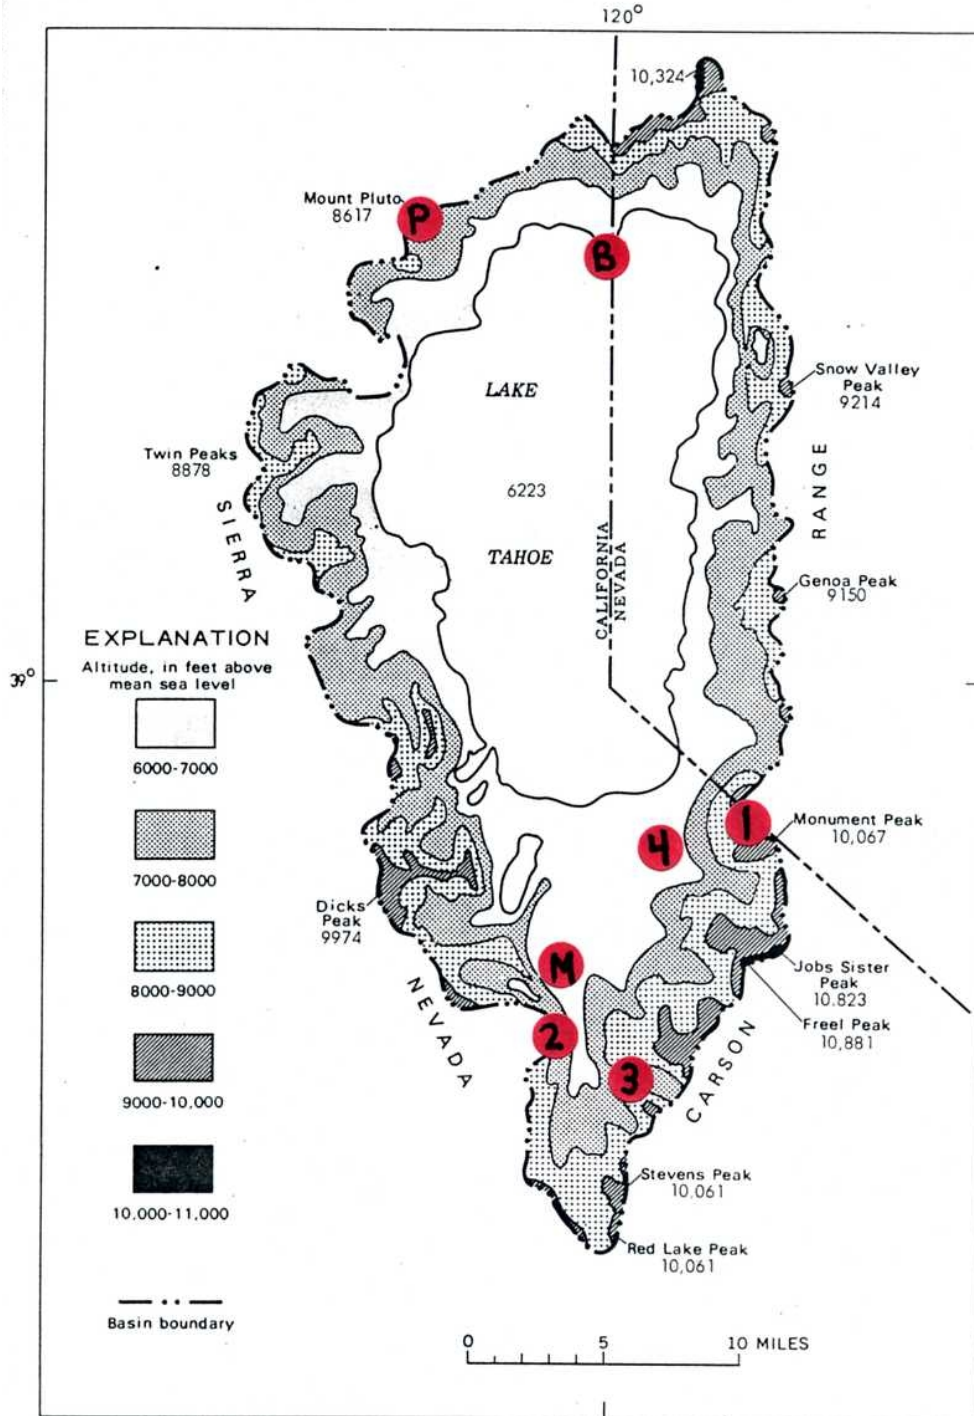 120°
10,324
Mount Pluto
8617
P
B
LAKE
Snow Valley
Peak
9214
Twin Peaks
8878
6223
RANGE
SIERRA
TAHOE
CALIFORNIA
NEVADA
Genoa Peak
9150
EXPLANATION
Altitude, in feet above
mean sea level
39°
6000-7000
7000-8000
8000-9000
9000-10,000
10,000-11,000
Basin boundary
1
Monument Peak
10,067
4
Dicks
Peak
9974
M
Jobs Sister
Peak
10.823
Freel Peak
10,881
NEVADA
2
3
CARSON
Stevens Peak
10,061
Red Lake Peak
10,061
0 5 10 MILES